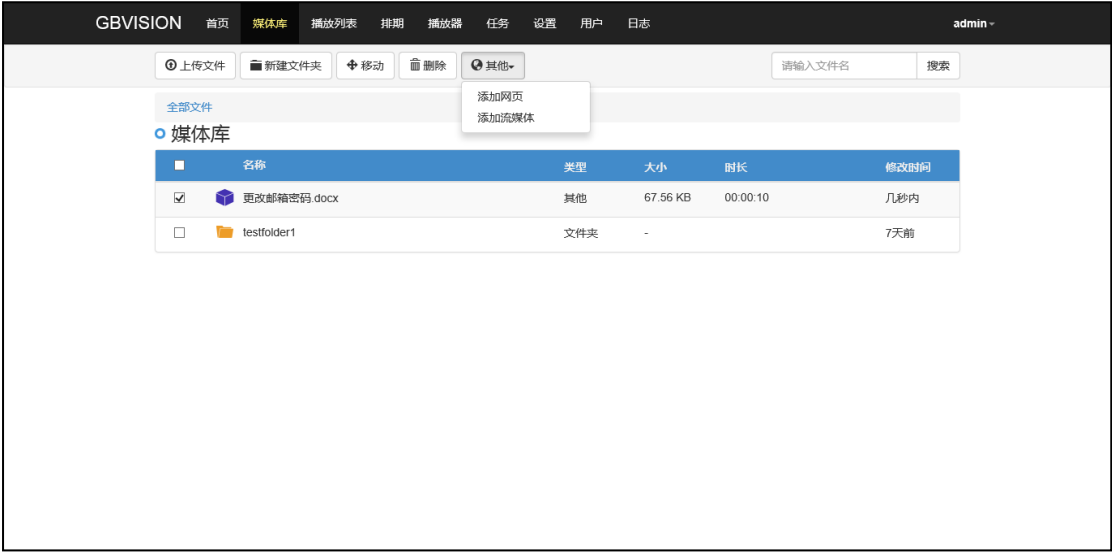 GBVISION 首页 媒体库 播放列表 排期 播放器 任务 设置 用户 日志 admin
上传文件 新建文件夹 移动 删除 其他 请输入文件名 搜索
添加网页
添加流媒体
全部文件
媒体库
名称 类型 大小 时长 修改时间
更改邮箱密码.docx 其他 67.56 KB 00:00:10 几秒内
testfolder1 文件夹 - 7天前